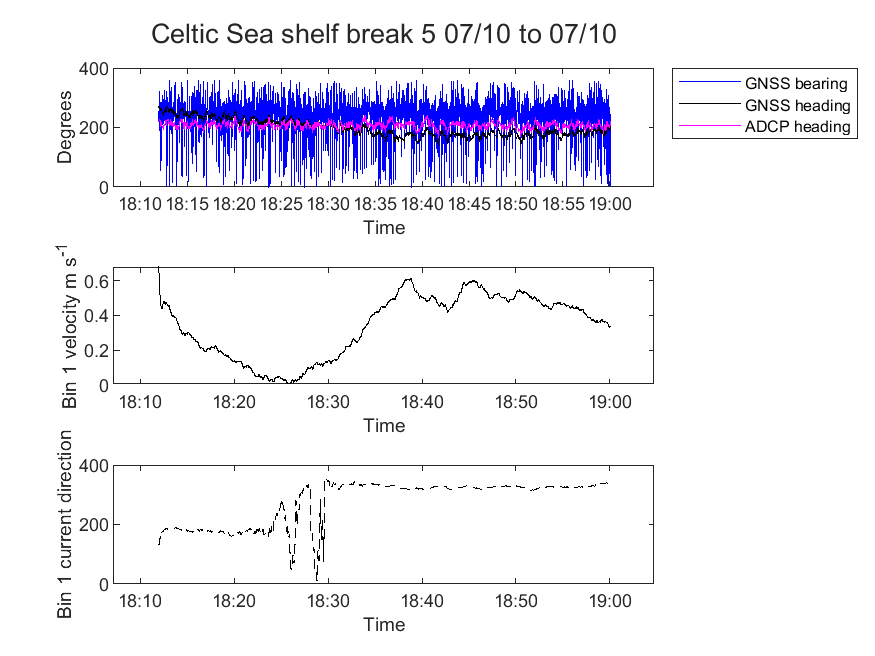 Celtic Sea shelf break 5 07/10 to 07/10
400
200
0
Degrees
18:10 18:15 18:20 18:25 18:30 18:35 18:40 18:45 18:50 18:55 19:00
Time
GNSS bearing
GNSS heading
ADCP heading
0.6
0.4
0.2
0
Bin 1 velocity m s-1
18:10 18:20 18:30 18:40 18:50 19:00
Time
400
200
0
Bin 1 current direction
18:10 18:20 18:30 18:40 18:50 19:00
Time